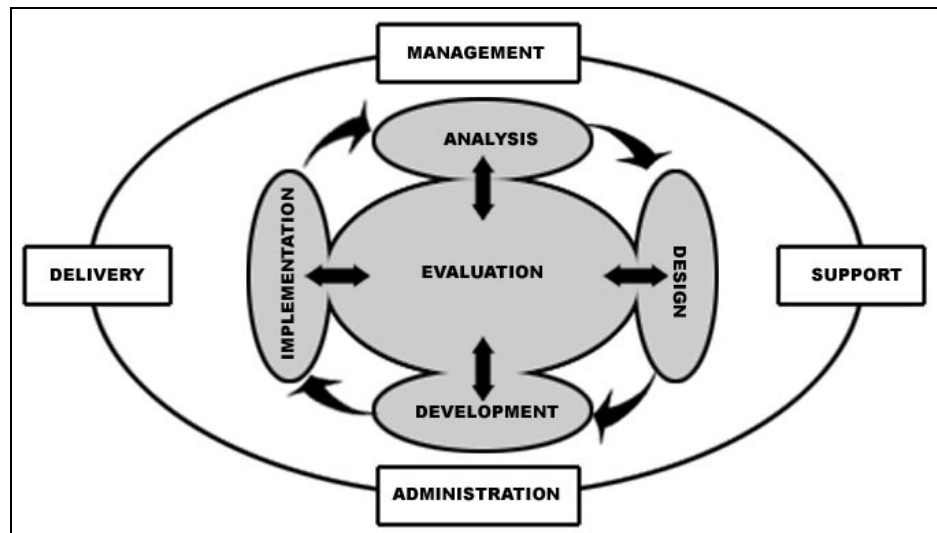 MANAGEMENT
ANALYSIS
IMPLEMENTATION
DESIGN
DELIVERY
EVALUATION
SUPPORT
DEVELOPMENT
ADMINISTRATION